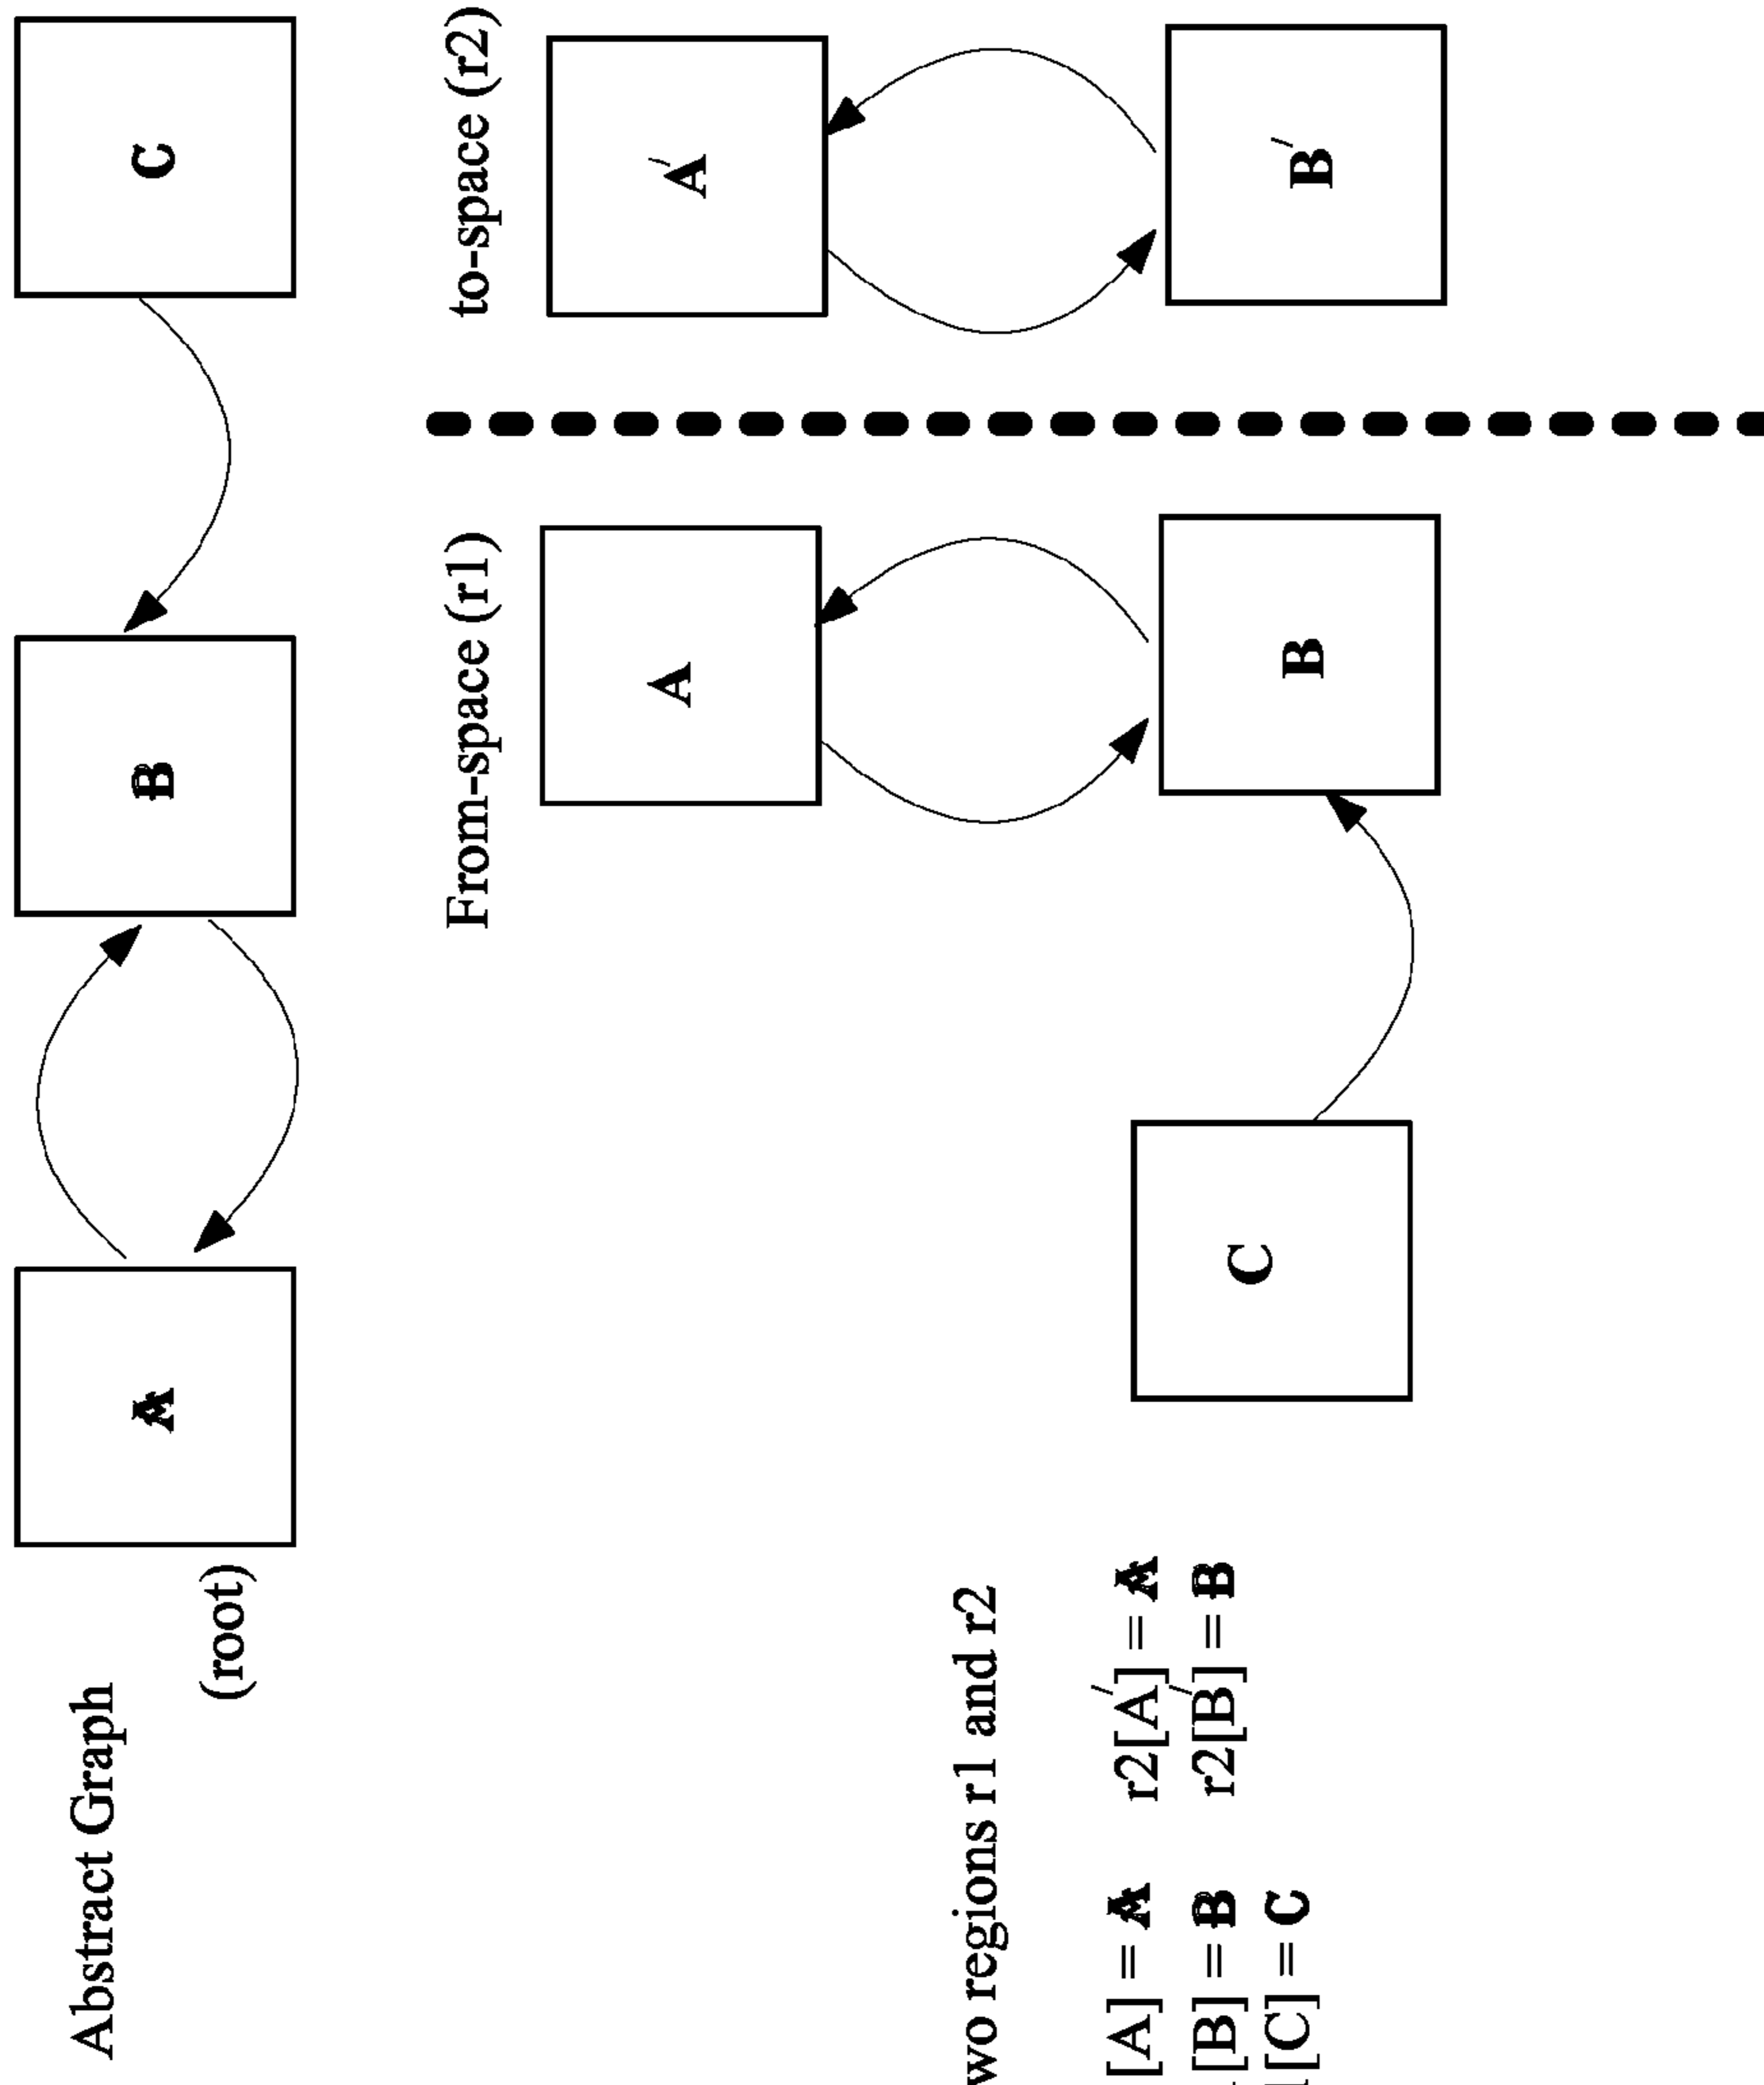 Abstract Graph
(root)
A
B
C
From-space (r1)
to-space (r2)
A
A′
wo regions r1 and r2
[A] = A r2[A′] = A
[B] = B r2[B′] = B
[C] = C
C
B
B′